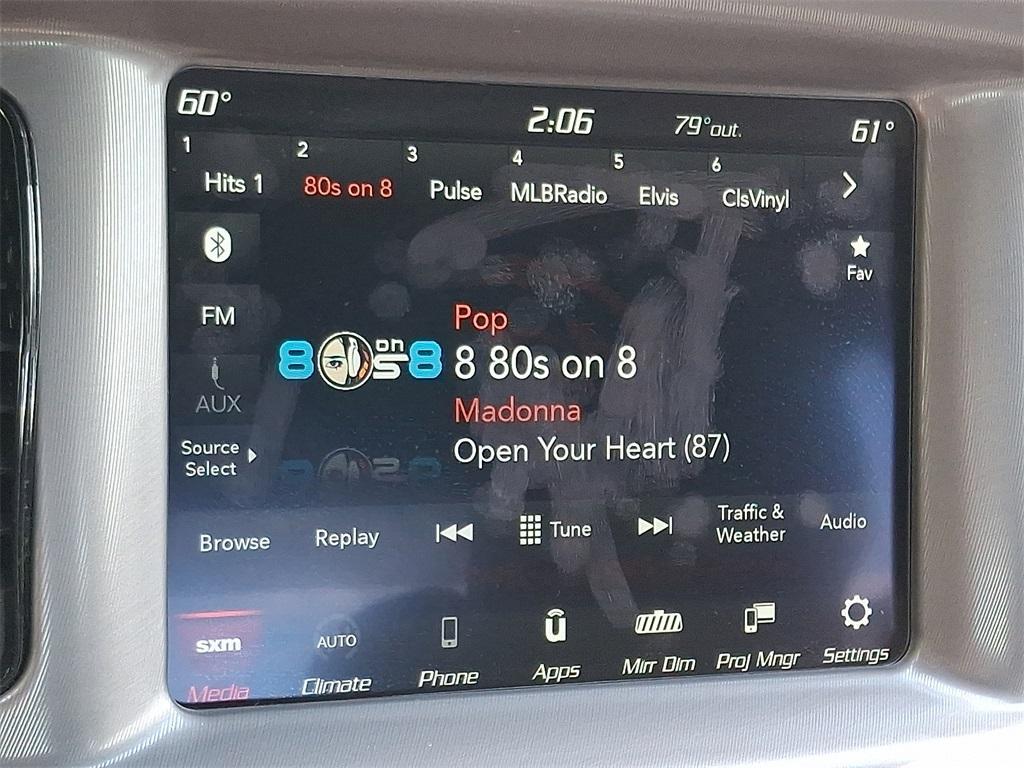 60° 2:06 79°out. 61°
1 2 3 4 5 6
Hits 1 80s on 8 Pulse MLBRadio Elvis ClsVinyl
Fav
FM
AUX
Source
Select
8 on 8
Pop
8 80s on 8
Madonna
Open Your Heart (87)
Browse Replay Tune Traffic & Weather Audio
sxm AUTO
Media Climate Phone Apps Mirr Dim Proj Mngr Settings